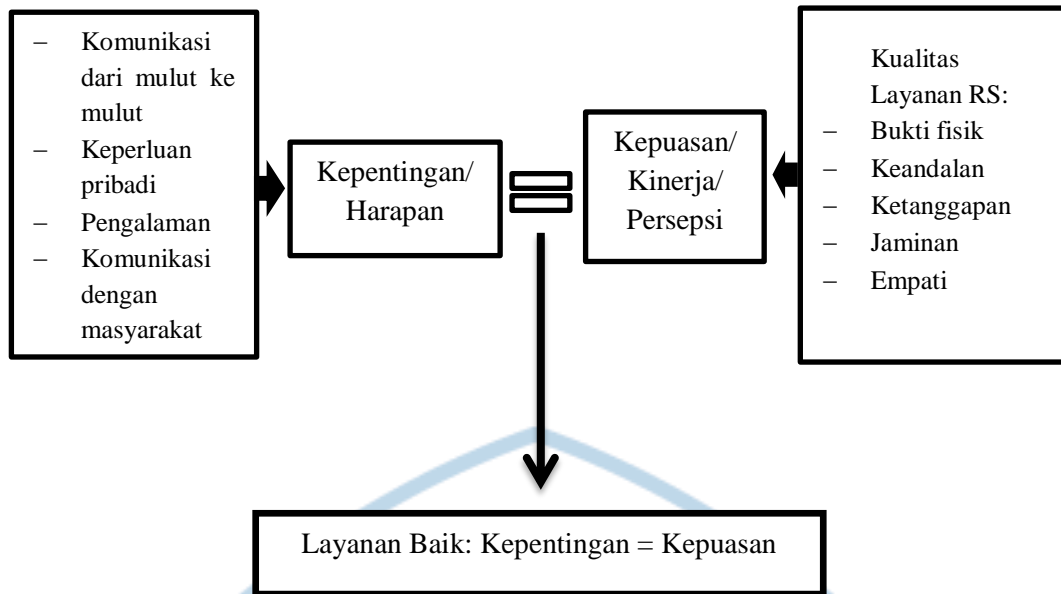 – Komunikasi
dari mulut ke
mulut
– Keperluan
pribadi
– Pengalaman
– Komunikasi
dengan
masyarakat
Kepentingan/
Harapan
Kepuasan/
Kinerja/
Persepsi
Kualitas
Layanan RS:
– Bukti fisik
– Keandalan
– Ketanggapan
– Jaminan
– Empati
Layanan Baik: Kepentingan = Kepuasan